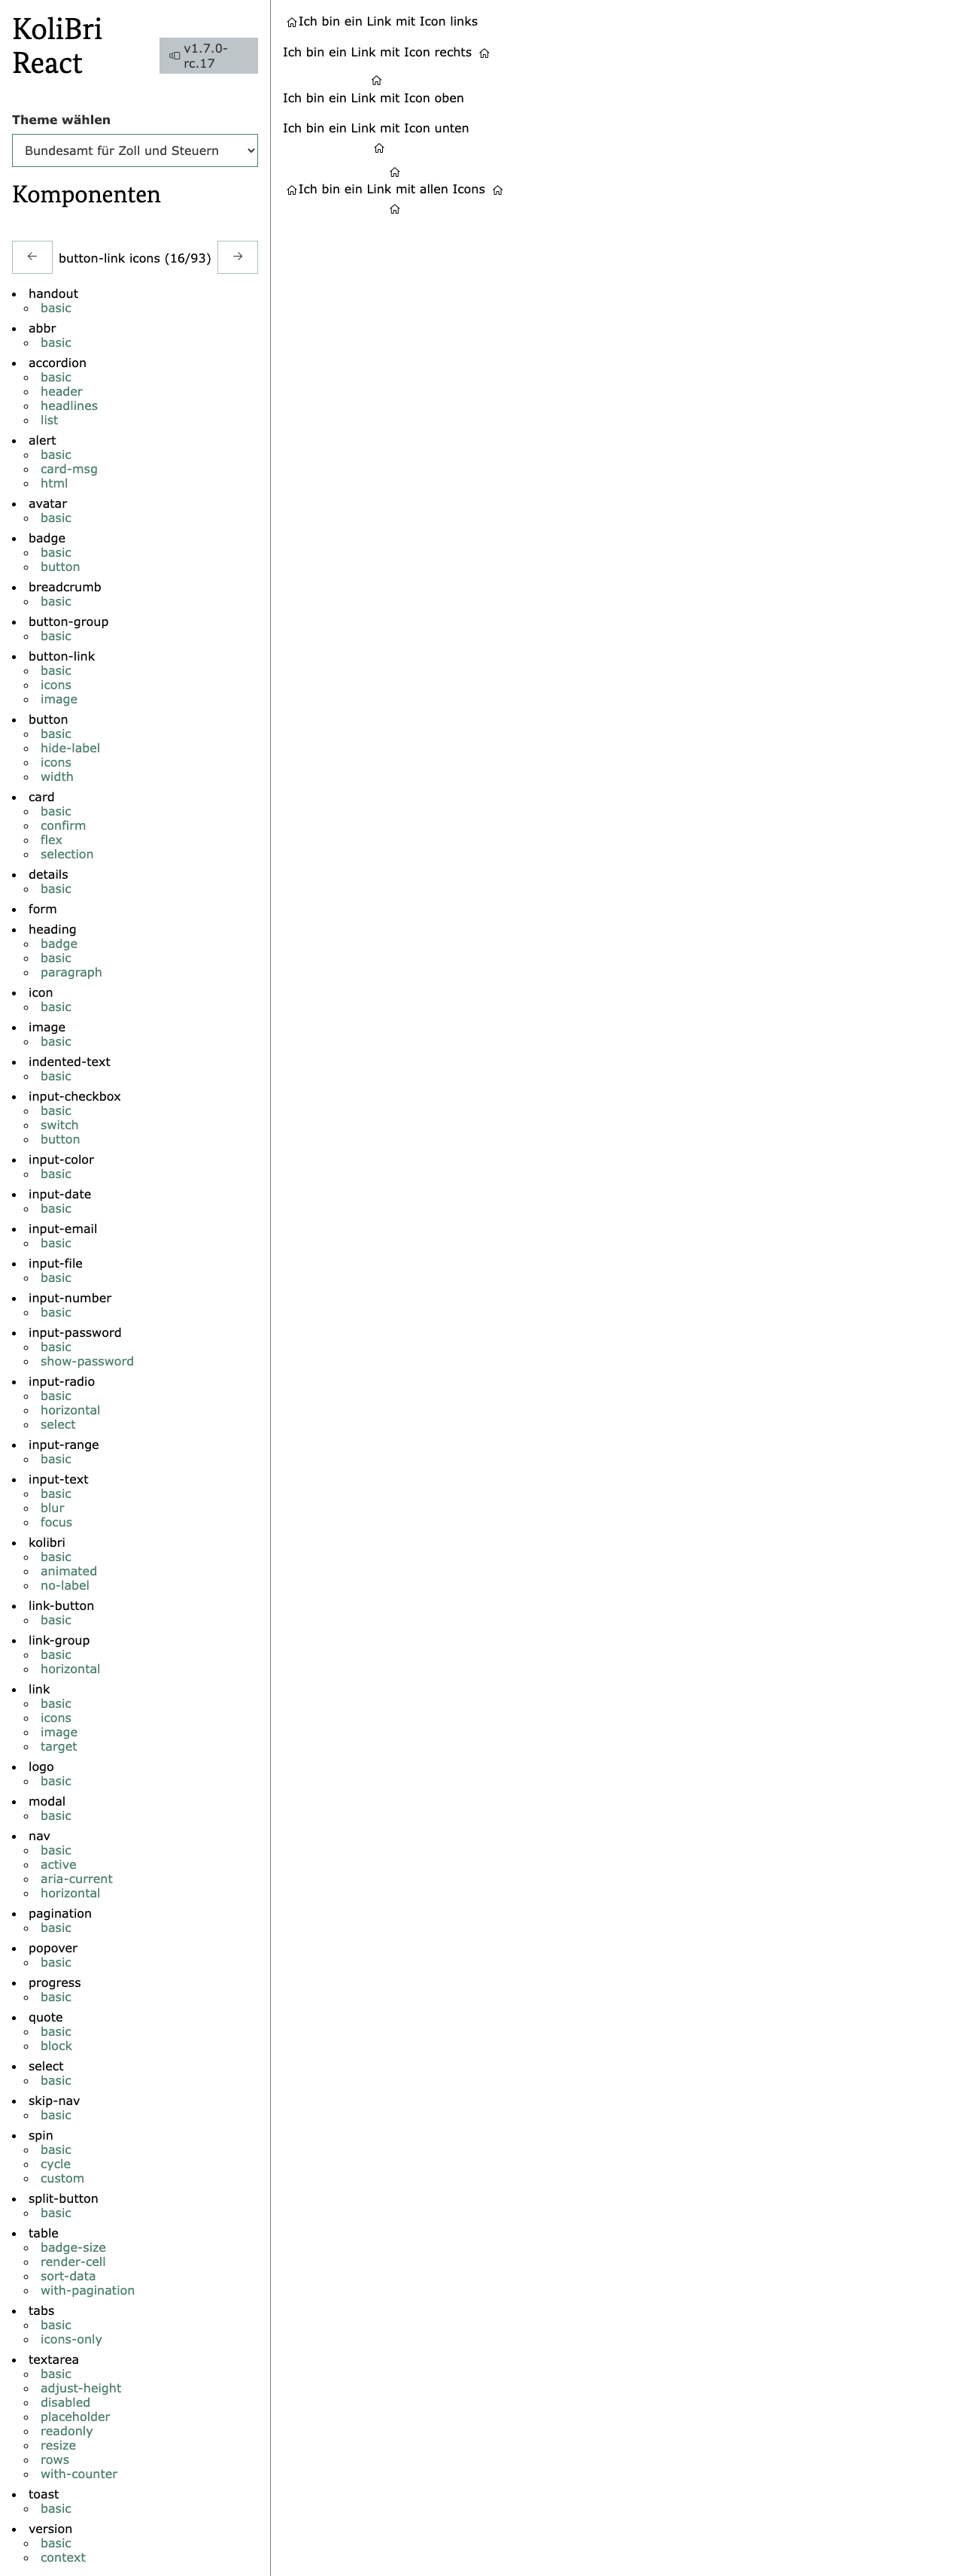 KoliBri
React
v1.7.0-
rc.17
Theme wählen
Bundesamt für Zoll und Steuern
Komponenten
button-link icons (16/93)
handout
basic
abbr
basic
accordion
basic
header
headlines
list
alert
basic
card-msg
html
avatar
basic
badge
basic
button
breadcrumb
basic
button-group
basic
button-link
basic
icons
image
button
basic
hide-label
icons
width
card
basic
confirm
flex
selection
details
basic
form
heading
badge
basic
paragraph
icon
basic
image
basic
indented-text
basic
input-checkbox
basic
switch
button
input-color
basic
input-date
basic
input-email
basic
input-file
basic
input-number
basic
input-password
basic
show-password
input-radio
basic
horizontal
select
input-range
basic
input-text
basic
blur
focus
kolibri
basic
animated
no-label
link-button
basic
link-group
basic
horizontal
link
basic
icons
image
target
logo
basic
modal
basic
nav
basic
active
aria-current
horizontal
pagination
basic
popover
basic
progress
basic
quote
basic
block
select
basic
skip-nav
basic
spin
basic
cycle
custom
split-button
basic
table
badge-size
render-cell
sort-data
with-pagination
tabs
basic
icons-only
textarea
basic
adjust-height
disabled
placeholder
readonly
resize
rows
with-counter
toast
basic
version
basic
context
Ich bin ein Link mit Icon links
Ich bin ein Link mit Icon rechts
Ich bin ein Link mit Icon oben
Ich bin ein Link mit Icon unten
Ich bin ein Link mit allen Icons